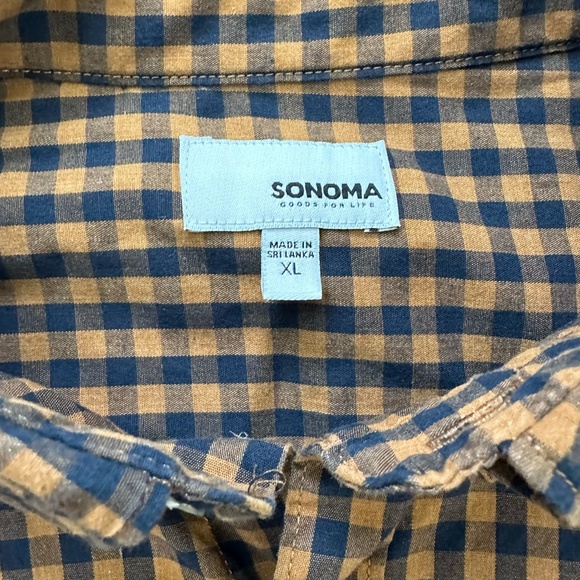 SONOMA
GOODS FOR LIFE
MADE IN
SRI LANKA
XL